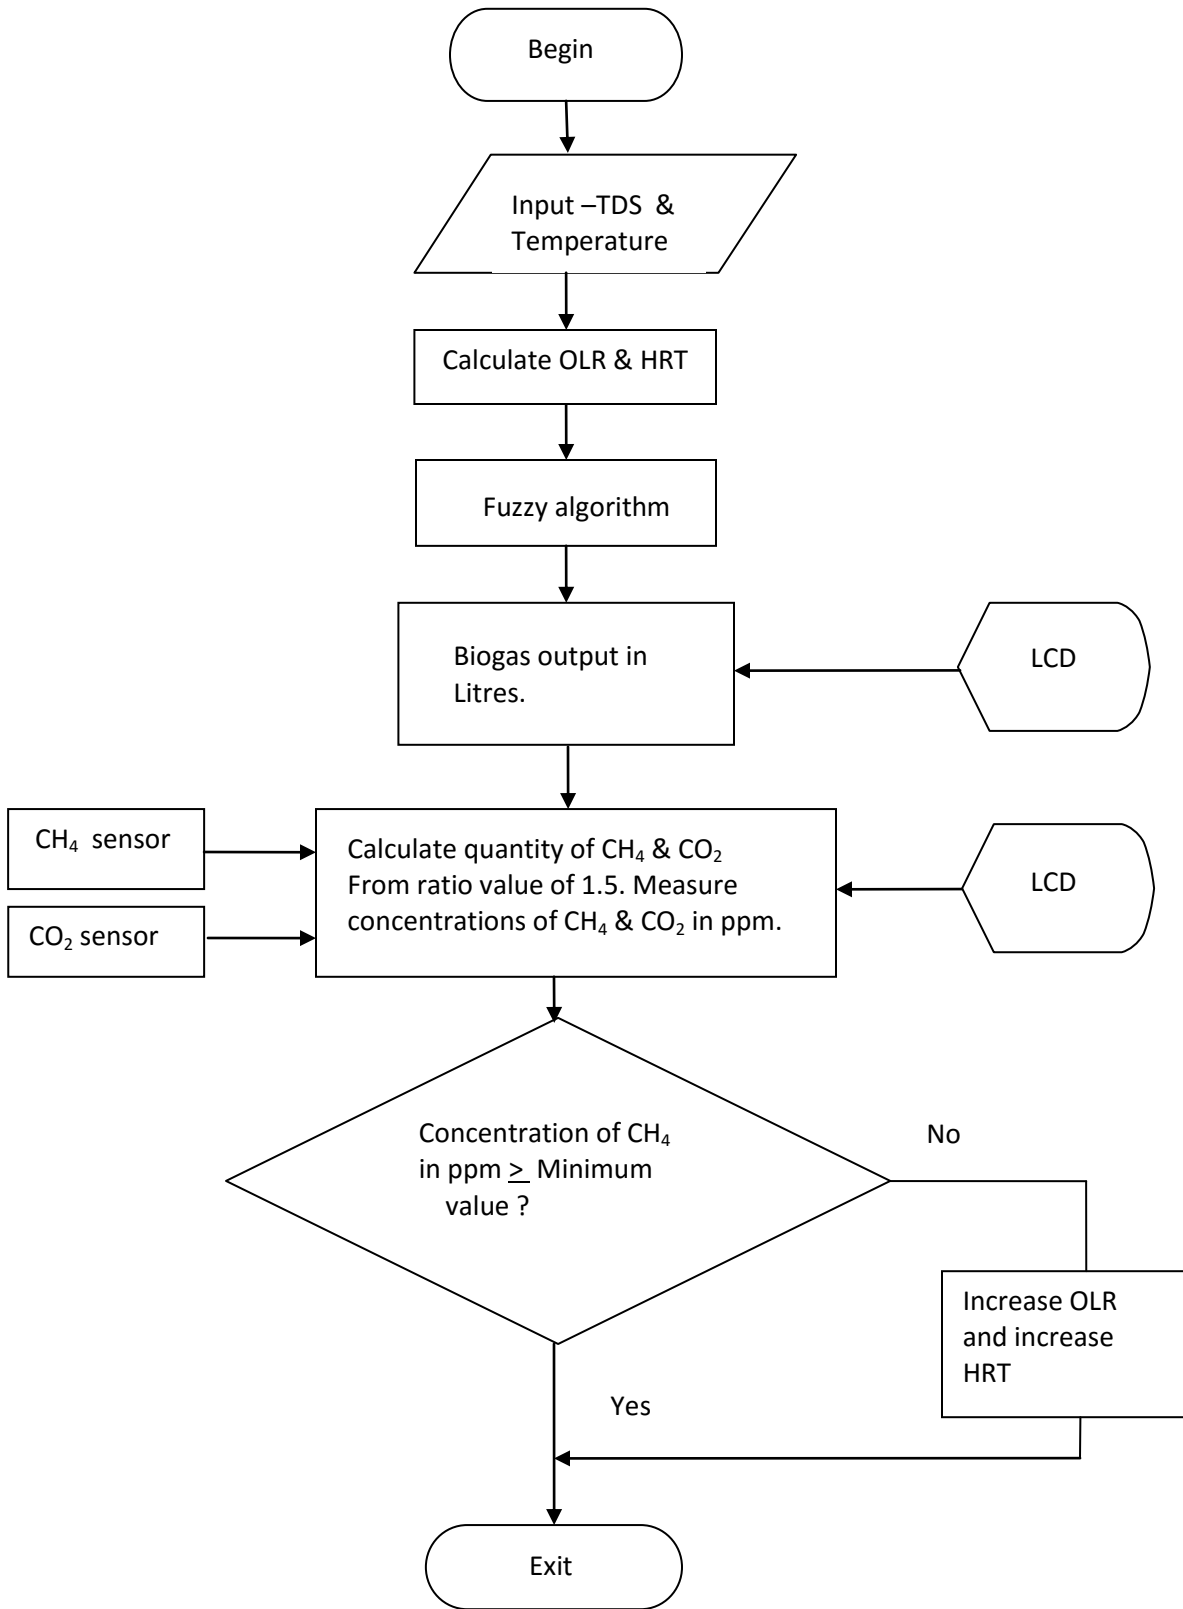 Begin
Input –TDS &
Temperature
Calculate OLR & HRT
Fuzzy algorithm
Biogas output in
Litres.
LCD
CH₄ sensor
CO₂ sensor
Calculate quantity of CH₄ & CO₂
From ratio value of 1.5. Measure
concentrations of CH₄ & CO₂ in ppm.
LCD
Concentration of CH₄
in ppm ≥ Minimum
value ?
No
Increase OLR
and increase
HRT
Yes
Exit